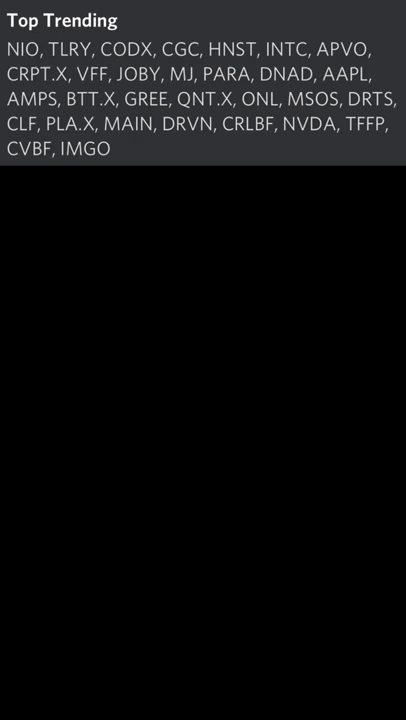 Top Trending
NIO, TLRY, CODX, CGC, HNST, INTC, APVO,
CRPT.X, VFF, JOBY, MJ, PARA, DNAD, AAPL,
AMPS, BTT.X, GREE, QNT.X, ONL, MSOS, DRTS,
CLF, PLA.X, MAIN, DRVN, CRLBF, NVDA, TFFP,
CVBF, IMGO